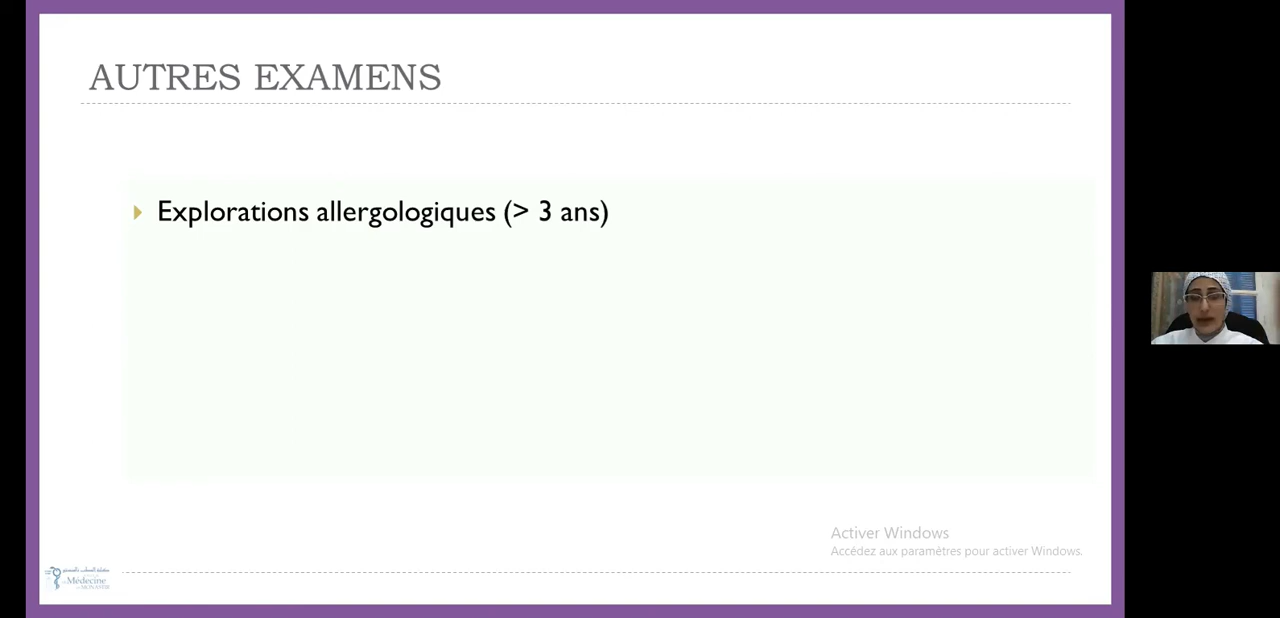 AUTRES EXAMENS
Explorations allergologiques (> 3 ans)
Activer Windows
Accédez aux paramètres pour activer Windows.
Médecine